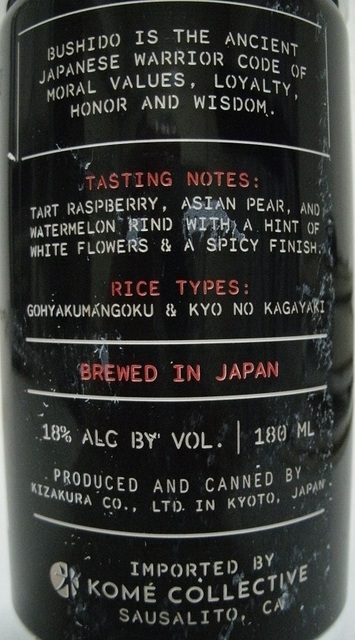 BUSHIDO IS THE ANCIENT
JAPANESE WARRIOR CODE OF
MORAL VALUES, LOYALTY,
HONOR AND WISDOM.
TASTING NOTES:
TART RASPBERRY, ASIAN PEAR, AND
WATERMELON RIND WITH A HINT OF
WHITE FLOWERS & A SPICY FINISH.
RICE TYPES:
GOHYAKUMANGOKU & KYO NO KAGAYAKI
BREWED IN JAPAN
18% ALC BY VOL. | 180 ML
PRODUCED AND CANNED BY
KIZAKURA CO., LTD. IN KYOTO, JAPAN
IMPORTED BY
KOMÉ COLLECTIVE
SAUSALITO, CA